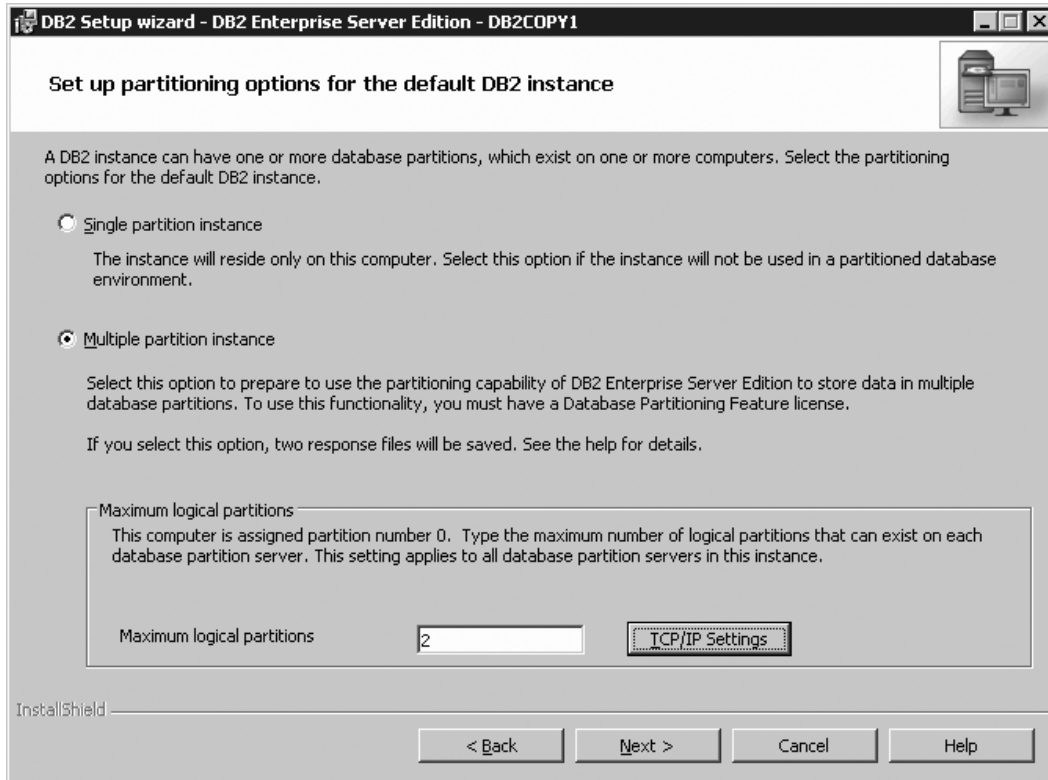 DB2 Setup wizard - DB2 Enterprise Server Edition - DB2COPY1
Set up partitioning options for the default DB2 instance
A DB2 instance can have one or more database partitions, which exist on one or more computers. Select the partitioning
options for the default DB2 instance.
Single partition instance
The instance will reside only on this computer. Select this option if the instance will not be used in a partitioned database
environment.
Multiple partition instance
Select this option to prepare to use the partitioning capability of DB2 Enterprise Server Edition to store data in multiple
database partitions. To use this functionality, you must have a Database Partitioning Feature license.
If you select this option, two response files will be saved. See the help for details.
Maximum logical partitions
This computer is assigned partition number 0.  Type the maximum number of logical partitions that can exist on each
database partition server. This setting applies to all database partition servers in this instance.
Maximum logical partitions 2 TCP/IP Settings
InstallShield
< Back Next > Cancel Help